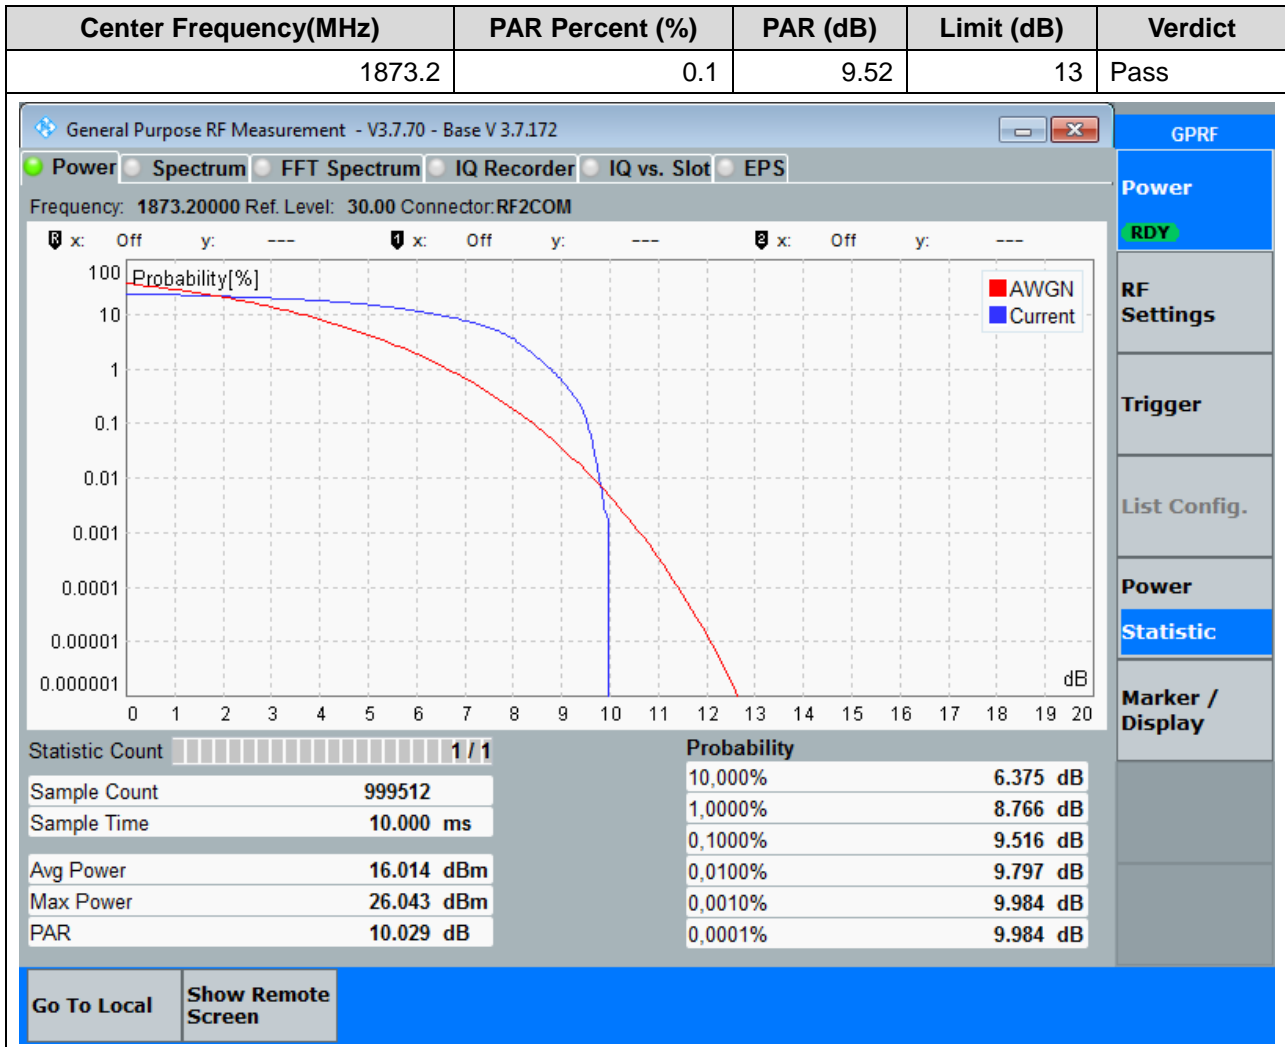 Center Frequency(MHz) PAR Percent (%) PAR (dB) Limit (dB) Verdict
1873.2 0.1 9.52 13 Pass
General Purpose RF Measurement - V3.7.70 - Base V 3.7.172
GPRF
Power Spectrum FFT Spectrum IQ Recorder IQ vs. Slot EPS
Frequency: 1873.20000 Ref. Level: 30.00 Connector: RF2COM
R x: Off y: --- 1 x: Off y: --- 2 x: Off y: ---
Probability[%]
AWGN
Current
100
10
1
0.1
0.01
0.001
0.0001
0.00001
0.000001
dB
0 1 2 3 4 5 6 7 8 9 10 11 12 13 14 15 16 17 18 19 20
Statistic Count 1 / 1
Sample Count 999512
Sample Time 10.000 ms
Avg Power 16.014 dBm
Max Power 26.043 dBm
PAR 10.029 dB
Probability
10,000% 6.375 dB
1,0000% 8.766 dB
0,1000% 9.516 dB
0,0100% 9.797 dB
0,0010% 9.984 dB
0,0001% 9.984 dB
Power
RDY
RF
Settings
Trigger
List Config.
Power
Statistic
Marker /
Display
Go To Local
Show Remote
Screen